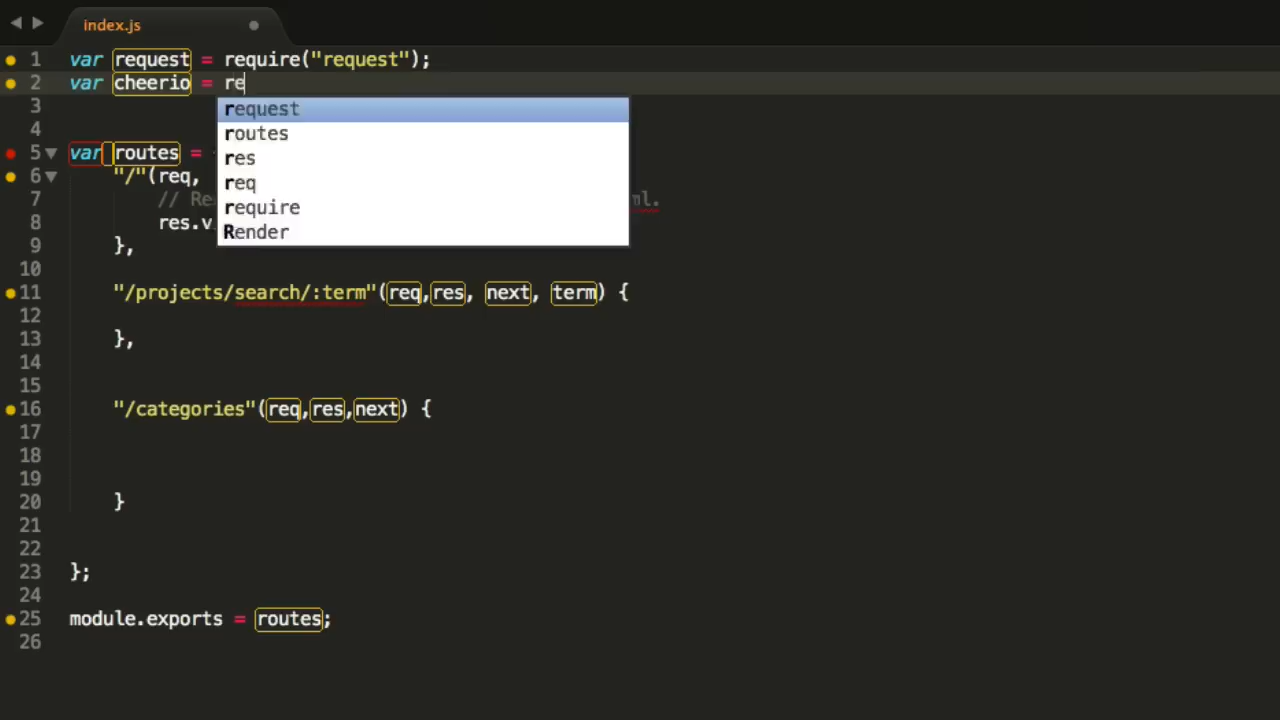 index.js
1 var request = require("request");
2 var cheerio = re
request
routes
res
req
require
Render
3
4
5 var routes =
6 "/"(req,
7 // Re ml.
8 res.v
9 },
10
11 "/projects/search/:term"(req,res, next, term) {
12
13 },
14
15
16 "/categories"(req,res,next) {
17
18
19
20 }
21
22
23 };
24
25 module.exports = routes;
26